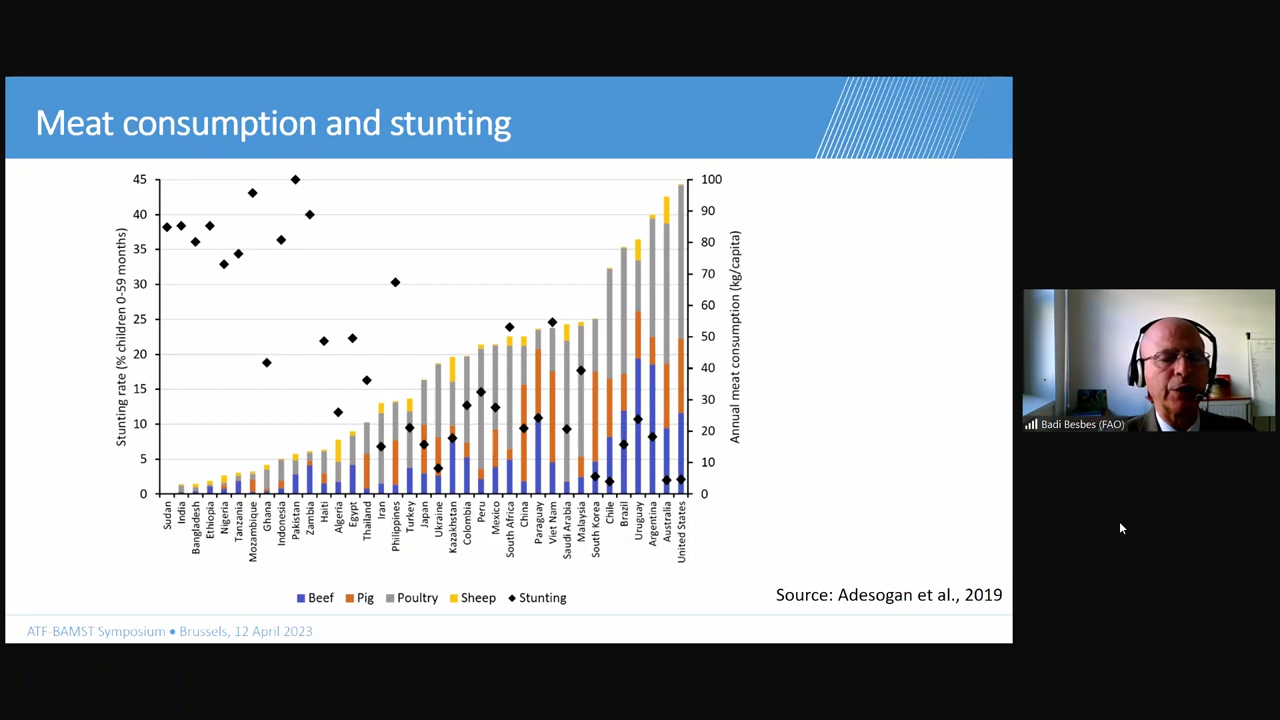 Meat consumption and stunting
Stunting rate (% children 0-59 months)
45
40
35
30
25
20
15
10
5
0
100
90
80
70
60
50
40
30
20
10
0
Annual meat consumption (kg/capita)
Sudan
India
Bangladesh
Ethiopia
Nigeria
Tanzania
Mozambique
Ghana
Indonesia
Pakistan
Zambia
Haiti
Algeria
Egypt
Thailand
Iran
Philippines
Turkey
Japan
Ukraine
Kazakhstan
Colombia
Peru
Mexico
South Africa
China
Paraguay
Viet Nam
Saudi Arabia
Malaysia
South Korea
Chile
Brazil
Uruguay
Argentina
Australia
United States
Beef Pig Poultry Sheep Stunting
Source: Adesogan et al., 2019
ATF-BAMST Symposium • Brussels, 12 April 2023
Badi Besbes (FAO)